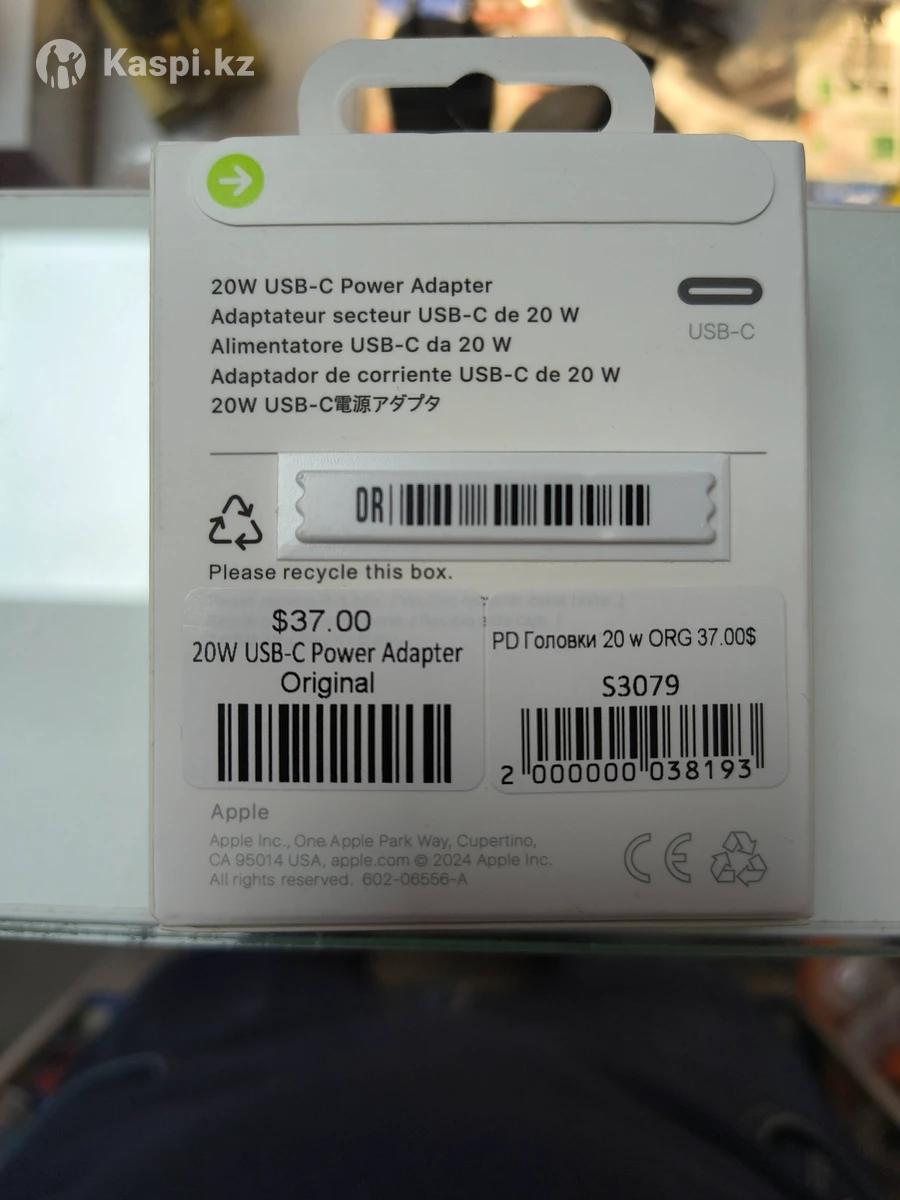 Kaspi.kz
20W USB-C Power Adapter
Adaptateur secteur USB-C de 20 W
Alimentatore USB-C da 20 W
Adaptador de corriente USB-C de 20 W
20W USB-C電源アダプタ
USB-C
DR
Please recycle this box.
$37.00
20W USB-C Power Adapter
Original
PD Головки 20 w ORG 37.00$
S3079
2 000000 038193
Apple
Apple Inc., One Apple Park Way, Cupertino,
CA 95014 USA, apple.com © 2024 Apple Inc.
All rights reserved. 602-06556-A
CE